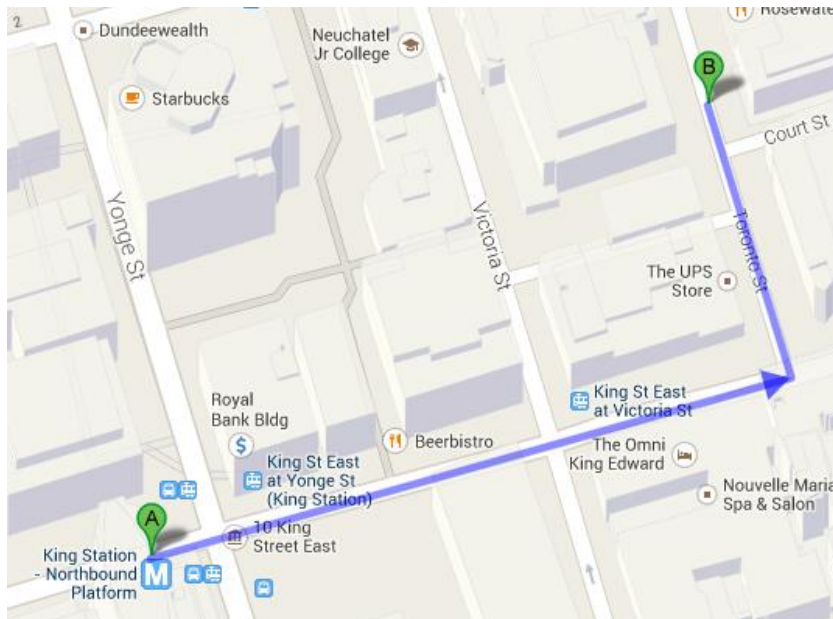 2
Dundeewealth
Neuchatel
Jr College
Rosewate
Starbucks
B
Court St
Yonge St
Victoria St
Toronto St
The UPS
Store
Royal
Bank Bldg
$
King St East
at Victoria St
Beerbistro
King St East
at Yonge St
(King Station)
The Omni
King Edward
Nouvelle Maria
Spa & Salon
A
10 King
Street East
King Station
- Northbound
Platform
M